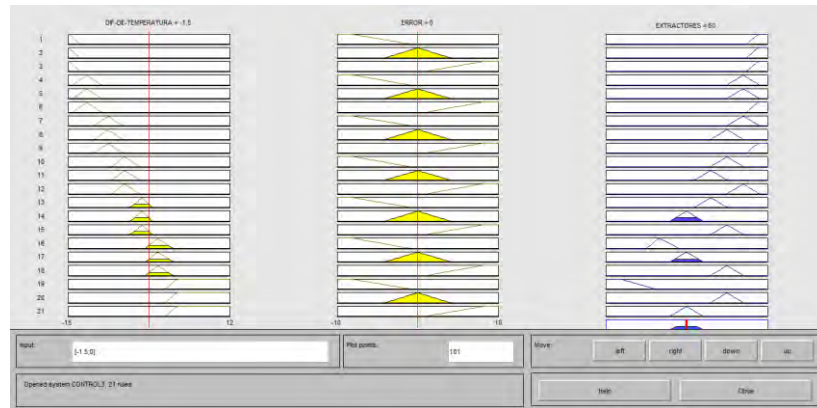 DIF-DE-TEMPERATURA = -1.5
ERROR = 0
EXTRACTORES = 60
1
2
3
4
5
6
7
8
9
10
11
12
13
14
15
16
17
18
19
20
21
-15
12
-10
10
Input:
[-1.5;0]
Plot points:
101
Move:
left
right
down
up
Opened system CONTROL3, 21 rules
Help
Close